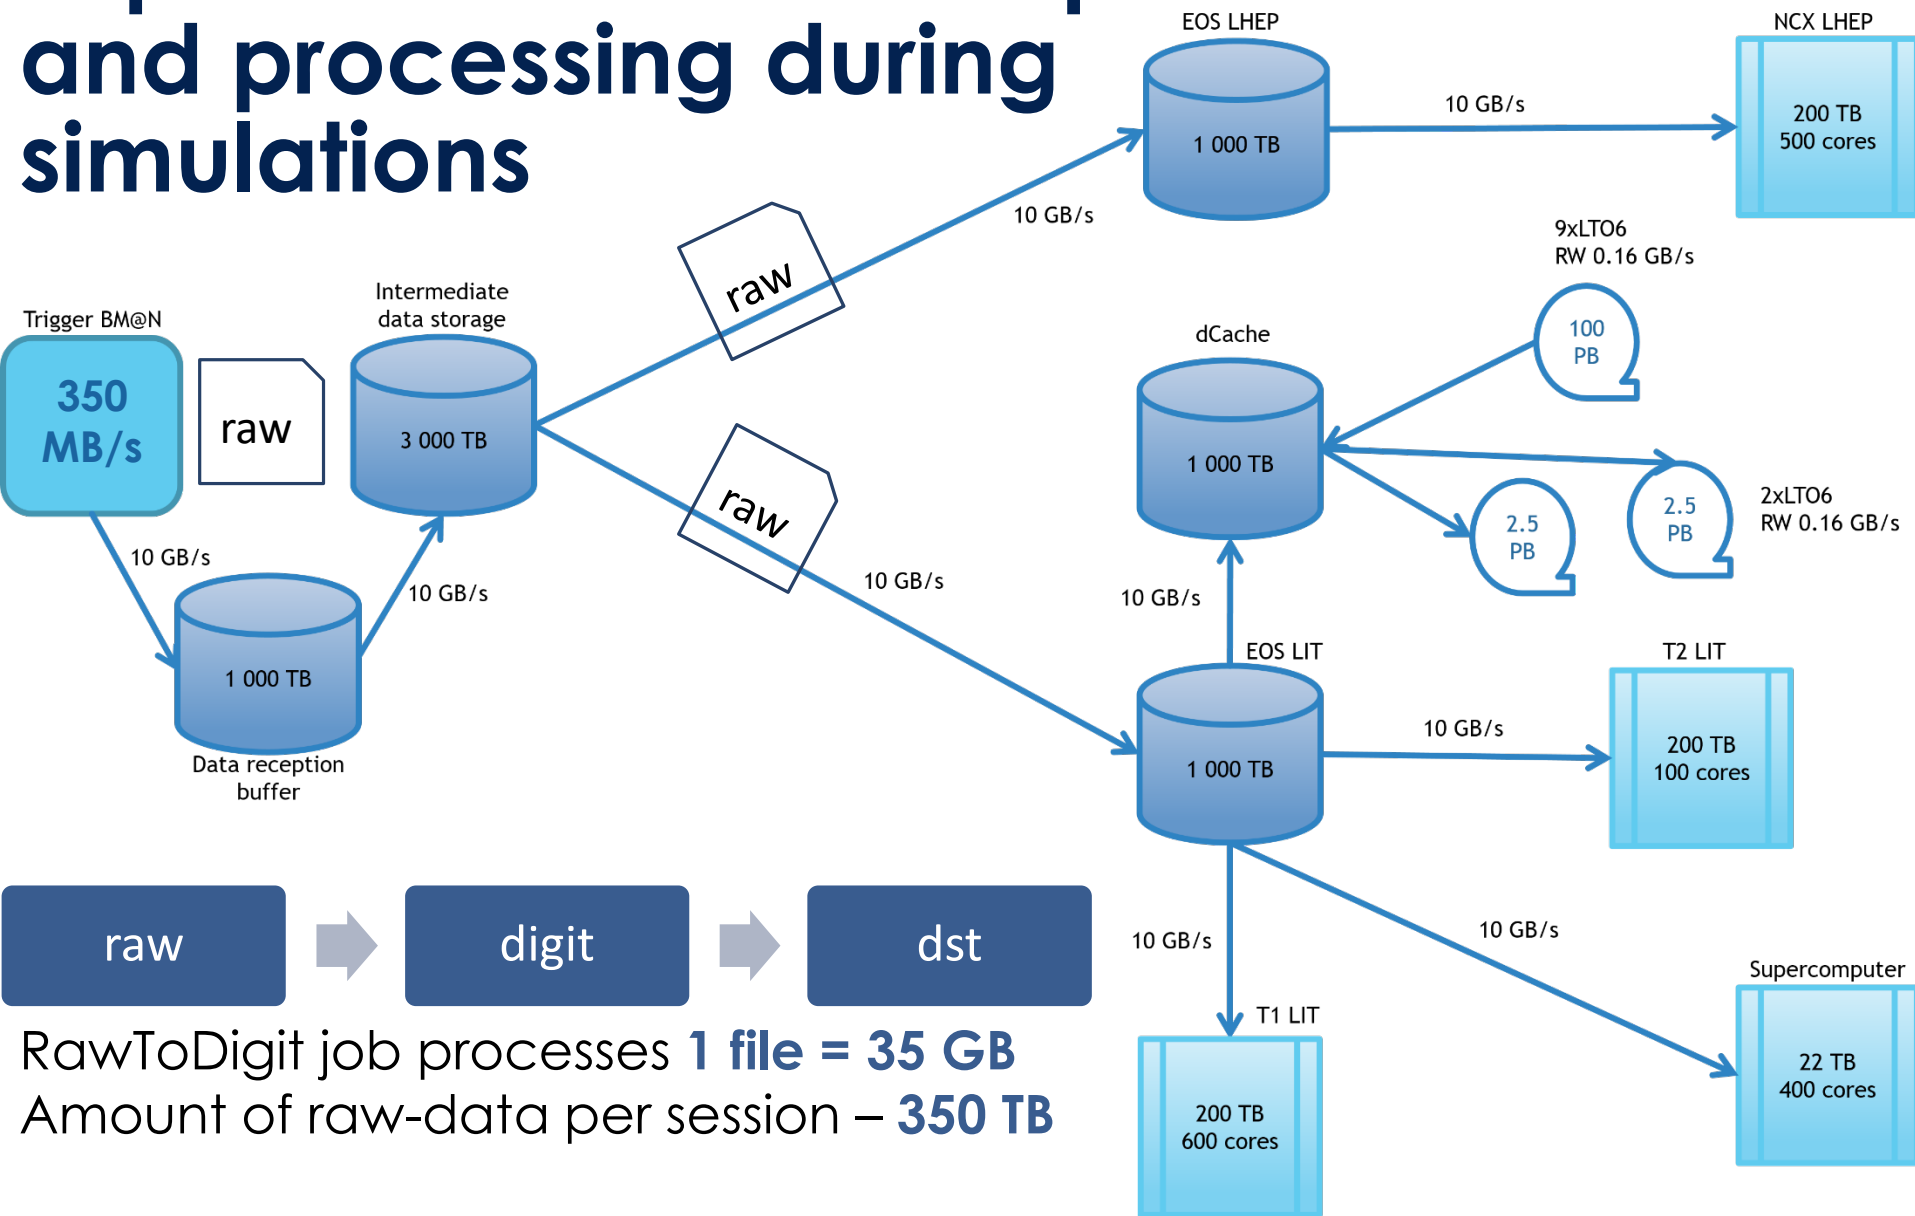 and processing during
simulations
EOS LHEP
1 000 TB
10 GB/s
NCX LHEP
200 TB
500 cores
10 GB/s
raw
Trigger BM@N
350
MB/s
raw
Intermediate
data storage
3 000 TB
10 GB/s
10 GB/s
1 000 TB
Data reception
buffer
raw
10 GB/s
dCache
1 000 TB
9xLTO6
RW 0.16 GB/s
100
PB
2.5
PB
2.5
PB
2xLTO6
RW 0.16 GB/s
10 GB/s
EOS LIT
1 000 TB
10 GB/s
T2 LIT
200 TB
100 cores
10 GB/s
10 GB/s
T1 LIT
200 TB
600 cores
Supercomputer
22 TB
400 cores
raw
digit
dst
RawToDigit job processes 1 file = 35 GB
Amount of raw-data per session – 350 TB